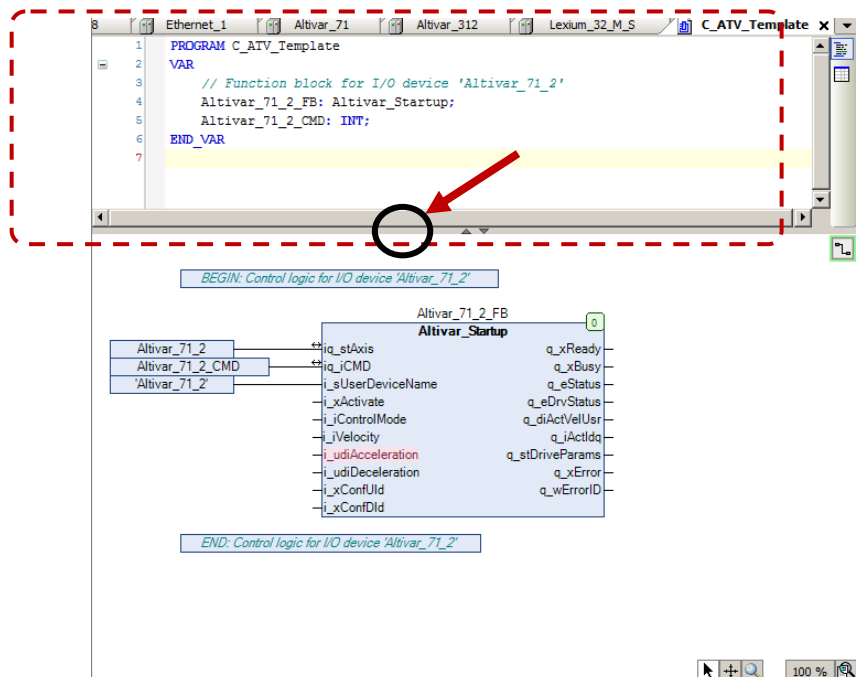 8 Ethernet_1 Altivar_71 Altivar_312 Lexium_32_M_S C_ATV_Template x
1 PROGRAM C_ATV_Template
2 VAR
3 // Function block for I/O device 'Altivar_71_2'
4 Altivar_71_2_FB: Altivar_Startup;
5 Altivar_71_2_CMD: INT;
6 END_VAR
7
BEGIN: Control logic for I/O device 'Altivar_71_2'
Altivar_71_2_FB
Altivar_Startup 0
Altivar_71_2 iq_stAxis q_xReady
Altivar_71_2_CMD iq_iCMD q_xBusy
'Altivar_71_2' i_sUserDeviceName q_eStatus
i_xActivate q_eDrvStatus
i_iControlMode q_diActVelUsr
i_iVelocity q_iActIdq
i_udiAcceleration q_stDriveParams
i_udiDeceleration q_xError
i_xConfUId q_wErrorID
i_xConfDId
END: Control logic for I/O device 'Altivar_71_2'
100 %